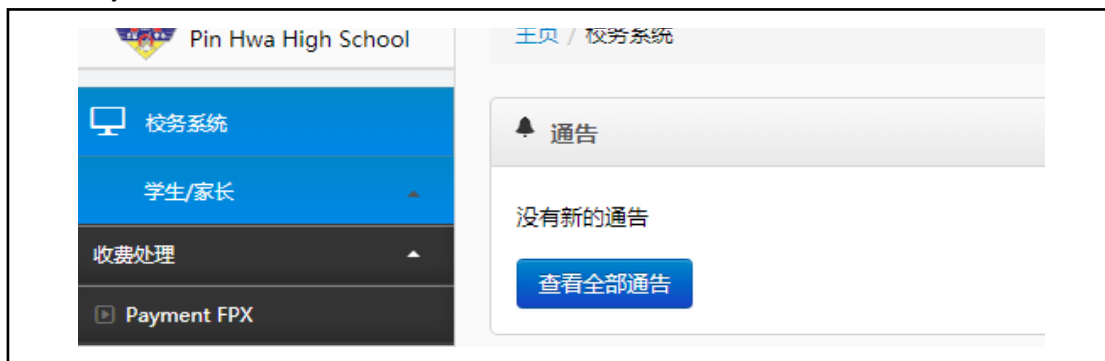 Pin Hwa High School
主页 / 校务系统
校务系统
学生/家长
收费处理
Payment FPX
通告
没有新的通告
查看全部通告